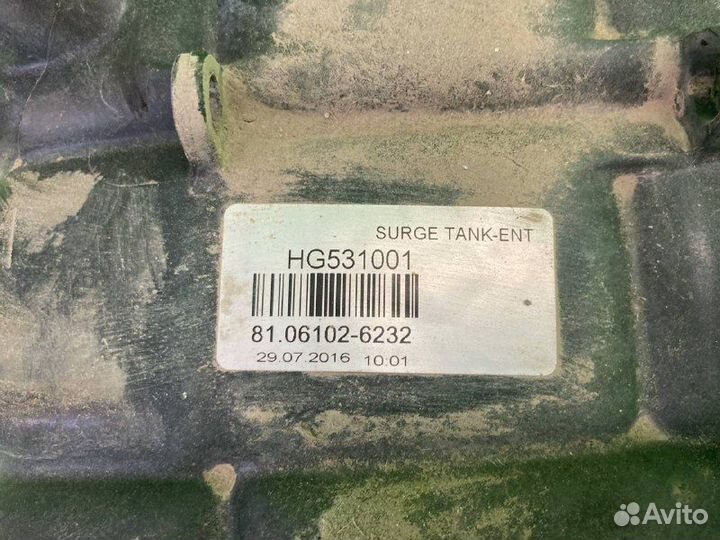 SURGE TANK-ENT
HG531001
81.06102-6232
29.07.2016 10:01
Avito